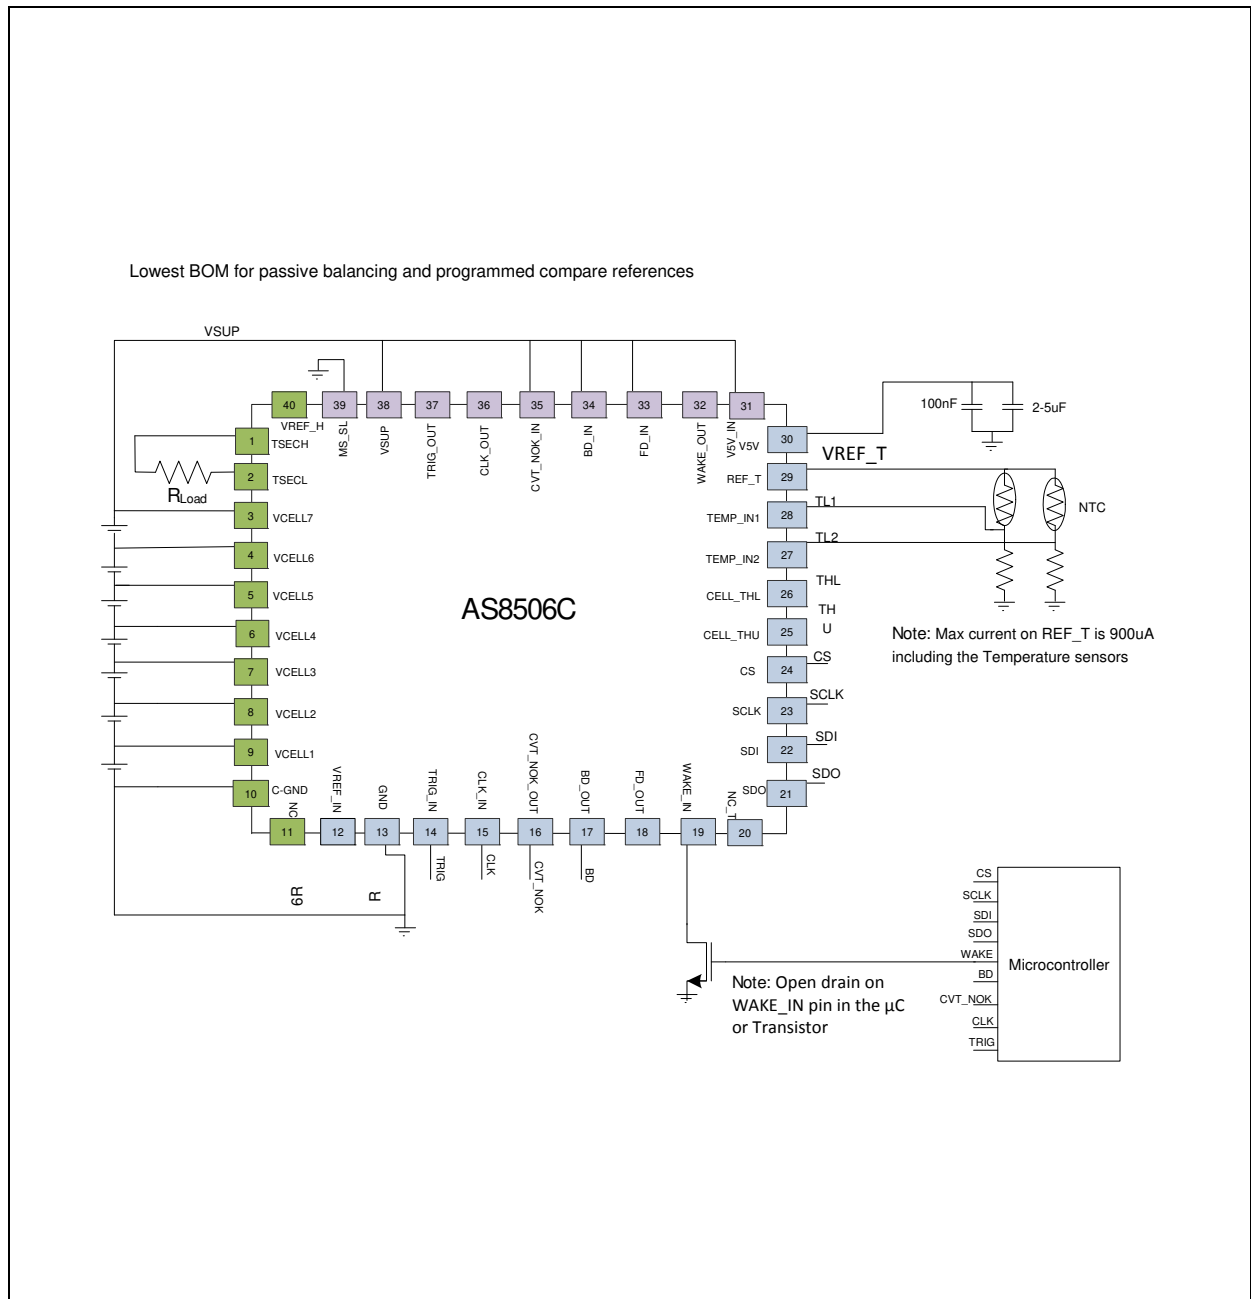 Lowest BOM for passive balancing and programmed compare references
VSUP
40
39
38
37
36
35
34
33
32
31
VREF_H
MS_SL
VSUP
TRIG_OUT
CLK_OUT
CVT_NOK_IN
BD_IN
FD_IN
WAKE_OUT
V5V_IN
V5V
30
100nF
2-5uF
VREF_T
1
TSECH
2
TSECL
RLoad
3
VCELL7
4
VCELL6
5
VCELL5
6
VCELL4
7
VCELL3
8
VCELL2
9
VCELL1
10
C-GND
AS8506C
REF_T
29
TEMP_IN1
28
TL1
TEMP_IN2
27
TL2
NTC
CELL_THL
26
THL
CELL_THU
25
TH
U
Note: Max current on REF_T is 900uA
including the Temperature sensors
CS
24
CS
SCLK
23
SCLK
SDI
22
SDI
SDO
21
SDO
NC
VREF_IN
GND
TRIG_IN
CLK_IN
CVT_NOK_OUT
BD_OUT
FD_OUT
WAKE_IN
NC_T
11
12
13
14
15
16
17
18
19
20
6R
R
TRIG
CLK
CVT_NOK
BD
CS
SCLK
SDI
SDO
WAKE
BD
CVT_NOK
CLK
TRIG
Microcontroller
Note: Open drain on
WAKE_IN pin in the µC
or Transistor